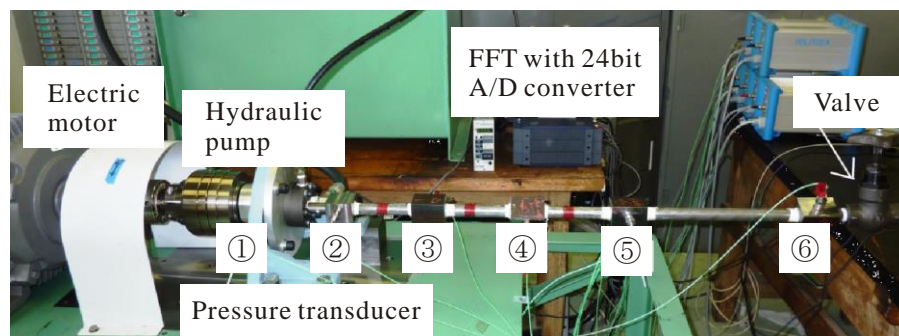 FFT with 24bit
A/D converter
Electric
motor
Hydraulic
pump
Valve
① ② ③ ④ ⑤ ⑥
Pressure transducer